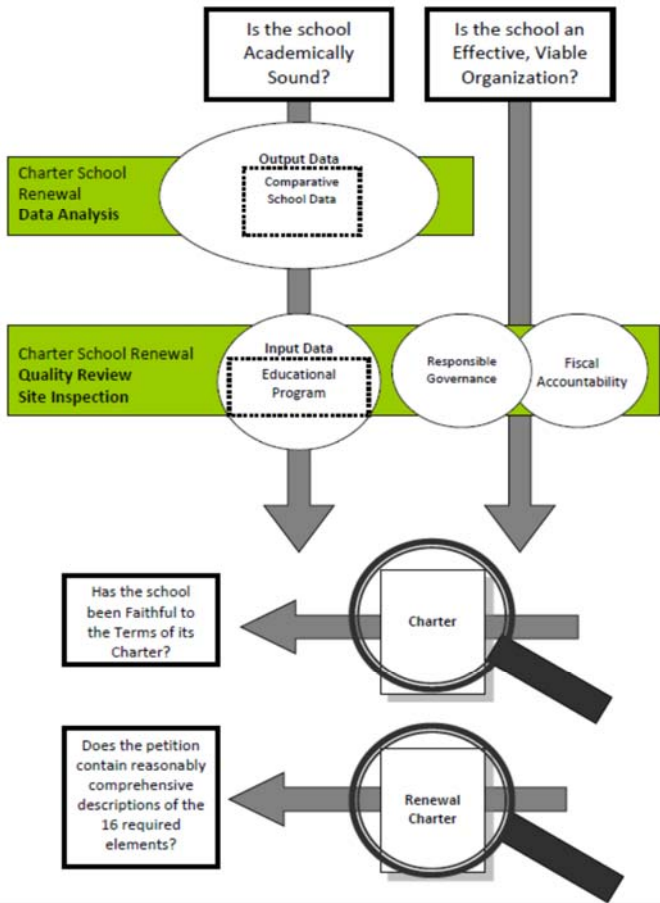 Is the school
Academically
Sound?
Is the school an
Effective, Viable
Organization?
Charter School
Renewal
Data Analysis
Output Data
Comparative
School Data
Charter School Renewal
Quality Review
Site Inspection
Input Data
Educational
Program
Responsible
Governance
Fiscal
Accountability
Has the school
been Faithful to
the Terms of its
Charter?
Charter
Does the petition
contain reasonably
comprehensive
descriptions of the
16 required
elements?
Renewal
Charter